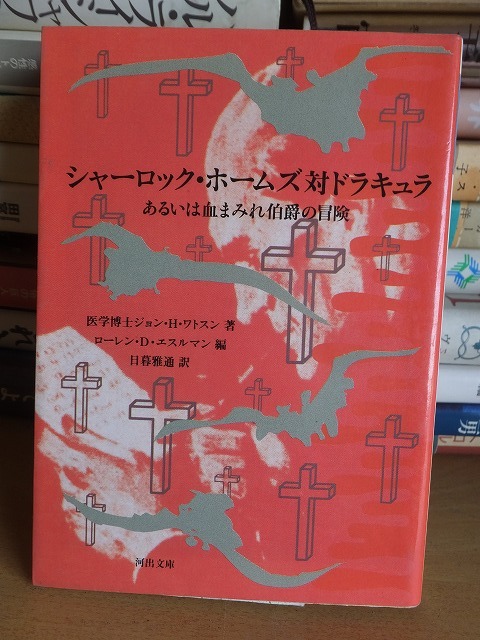 シャーロック・ホームズ対ドラキュラ
あるいは血まみれ伯爵の冒険
医学博士ジョン・H・ワトスン 著
ローレン・D・エスルマン 編
日暮雅通 訳
河出文庫